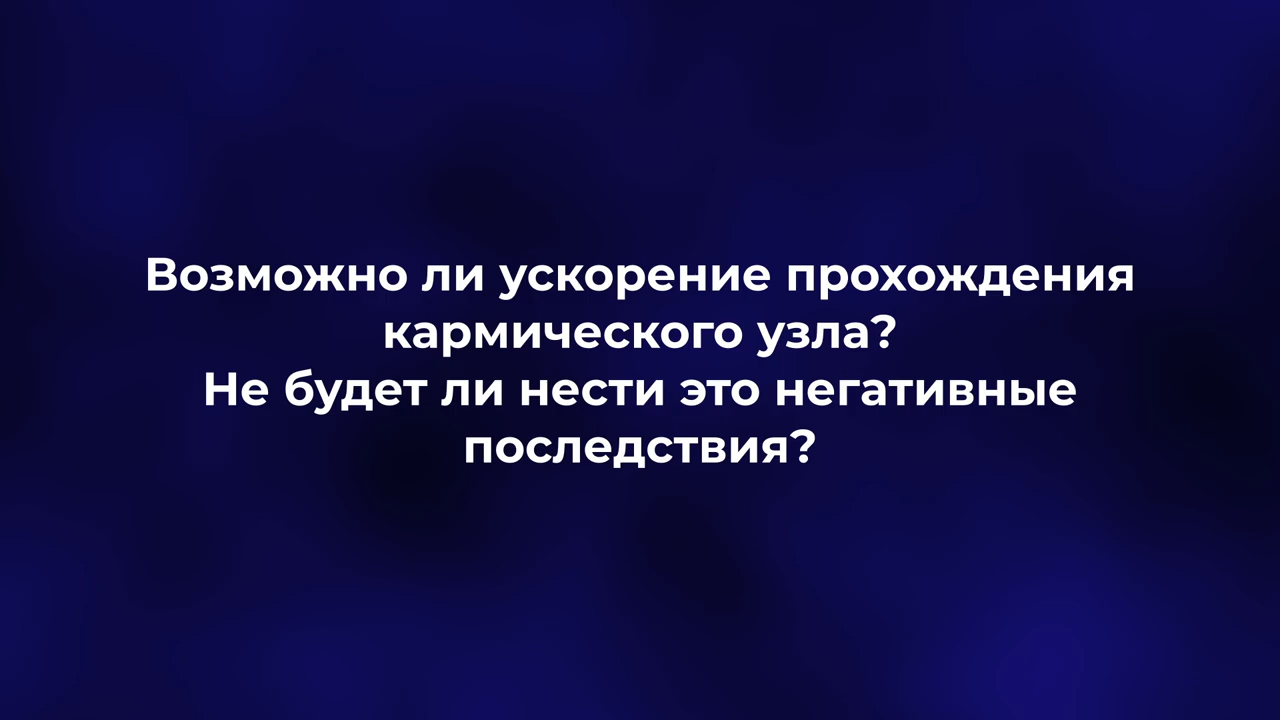 Возможно ли ускорение прохождения
кармического узла?
Не будет ли нести это негативные
последствия?